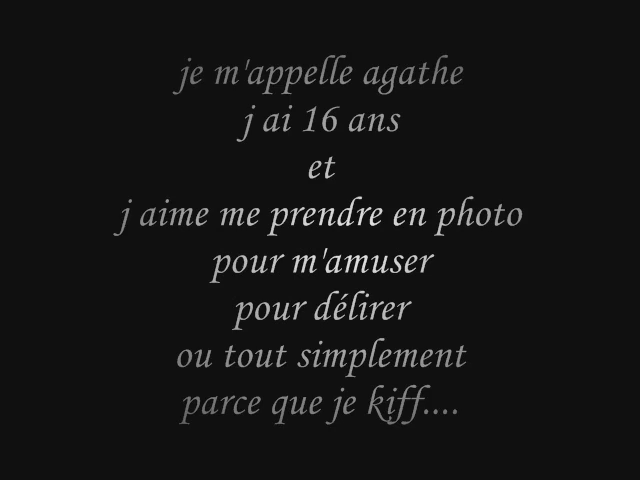 je m'appelle agathe
j ai 16 ans
et
j aime me prendre en photo
pour m'amuser
pour délirer
ou tout simplement
parce que je kiff....